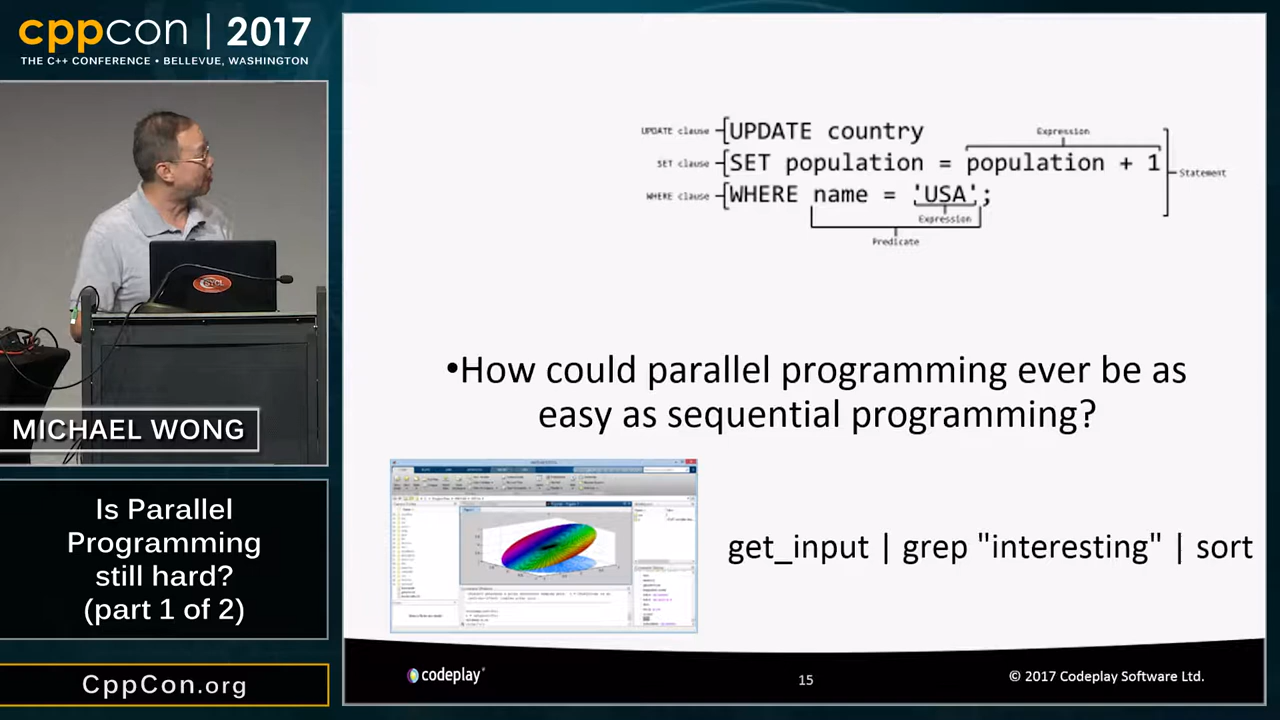 cppcon | 2017
THE C++ CONFERENCE • BELLEVUE, WASHINGTON
MICHAEL WONG
Is Parallel
Programming
still hard?
(part 1 of 2)
CppCon.org
UPDATE clause
UPDATE country
Expression
SET clause
SET population = population + 1
Statement
WHERE clause
WHERE name = 'USA';
Expression
Predicate
•How could parallel programming ever be as
easy as sequential programming?
get_input | grep "interesting" | sort
codeplay
15
© 2017 Codeplay Software Ltd.